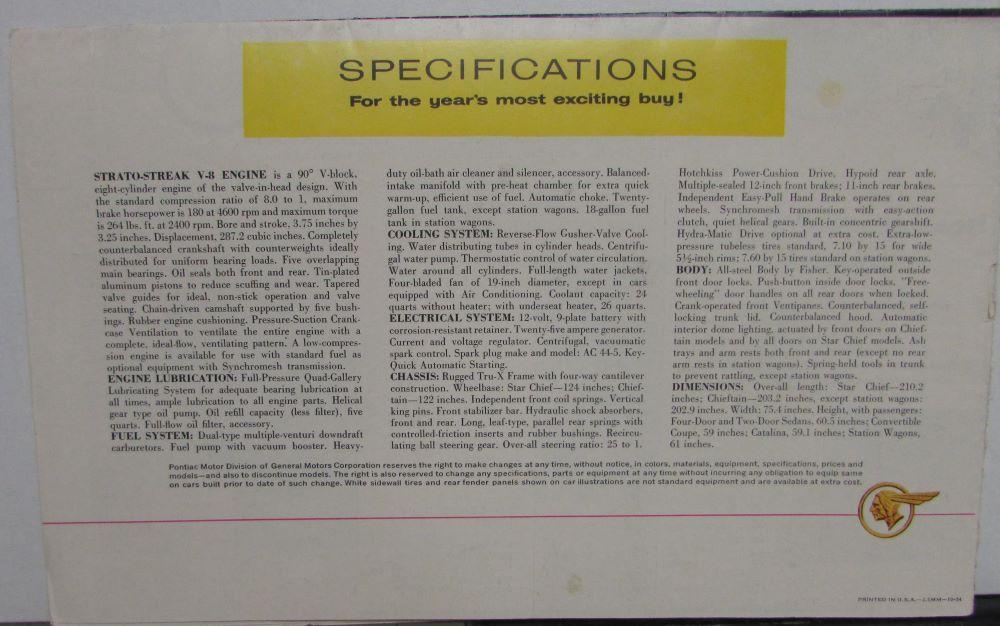 SPECIFICATIONS
For the year's most exciting buy!
STRATO-STREAK V-8 ENGINE is a 90° V-block,
eight-cylinder engine of the valve-in-head design. With
the standard compression ratio of 8.0 to 1, maximum
brake horsepower is 180 at 4600 rpm and maximum torque
is 264 lbs. ft. at 2400 rpm. Bore and stroke, 3.75 inches by
3.25 inches. Displacement, 287.2 cubic inches. Completely
counterbalanced crankshaft with counterweights ideally
distributed for uniform bearing loads. Five overlapping
main bearings. Oil seals both front and rear. Tin-plated
aluminum pistons to reduce scuffing and wear. Tapered
valve guides for ideal, non-stick operation and valve
seating. Chain-driven camshaft supported by five bush-
ings. Rubber engine cushioning. Pressure-Suction Crank-
case Ventilation to ventilate the entire engine with a
complete, ideal-flow, ventilating pattern. A low-compres-
sion engine is available for use with standard fuel as
optional equipment with Synchromesh transmission.
ENGINE LUBRICATION: Full-Pressure Quad-Gallery
Lubricating System for adequate bearing lubrication at
all times, ample lubrication to all engine parts. Helical
gear type oil pump. Oil refill capacity (less filter), five
quarts. Full-flow oil filter, accessory.
FUEL SYSTEM: Dual-type multiple-venturi downdraft
carburetors. Fuel pump with vacuum booster. Heavy-
duty oil-bath air cleaner and silencer, accessory. Balanced-
intake manifold with pre-heat chamber for extra quick
warm-up, efficient use of fuel. Automatic choke. Twenty-
gallon fuel tank, except station wagons. 18-gallon fuel
tank in station wagons.
COOLING SYSTEM: Reverse-Flow Gusher-Valve Cool-
ing. Water distributing tubes in cylinder heads. Centrifu-
gal water pump. Thermostatic control of water circulation.
Water around all cylinders. Full-length water jackets.
Four-bladed fan of 19-inch diameter, except in cars
equipped with Air Conditioning. Coolant capacity: 24
quarts without heater; with underseat heater, 26 quarts.
ELECTRICAL SYSTEM: 12-volt, 9-plate battery with
corrosion-resistant retainer. Twenty-five ampere generator.
Current and voltage regulator. Centrifugal, vacuumatic
spark control. Spark plug make and model: AC 44-5. Key-
Quick Automatic Starting.
CHASSIS: Rugged Tru-X Frame with four-way cantilever
construction. Wheelbase: Star Chief—124 inches; Chief-
tain—122 inches. Independent front coil springs. Vertical
king pins. Front stabilizer bar. Hydraulic shock absorbers,
front and rear. Long, leaf-type, parallel rear springs with
controlled-friction inserts and rubber bushings. Recircu-
lating ball steering gear. Over-all steering ratio: 25 to 1.
Hotchkiss Power-Cushion Drive, Hypoid rear axle.
Multiple-sealed 12-inch front brakes; 11-inch rear brakes.
Independent Easy-Pull Hand Brake operates on rear
wheels. Synchromesh transmission with easy-action
clutch, quiet helical gears. Built-in concentric gearshift.
Hydra-Matic Drive optional at extra cost. Extra-low-
pressure tubeless tires standard, 7.10 by 15 for wide
5½-inch rims; 7.60 by 15 tires standard on station wagons.
BODY: All-steel Body by Fisher. Key-operated outside
front door locks. Push-button inside door locks. "Free-
wheeling" door handles on all rear doors when locked.
Crank-operated front Ventipanes. Counterbalanced, self-
locking trunk lid. Counterbalanced hood. Automatic
interior dome lighting, actuated by front doors on Chief-
tain models and by all doors on Star Chief models. Ash
trays and arm rests both front and rear (except no rear
arm rests in station wagons). Spring-held tools in trunk
to prevent rattling, except station wagons.
DIMENSIONS: Over-all length: Star Chief—210.2
inches; Chieftain—203.2 inches, except station wagons:
202.9 inches. Width: 75.4 inches. Height, with passengers:
Four-Door and Two-Door Sedans, 60.5 inches; Convertible
Coupe, 59 inches; Catalina, 59.1 inches; Station Wagons,
61 inches.
Pontiac Motor Division of General Motors Corporation reserves the right to make changes at any time, without notice, in colors, materials, equipment, specifications, prices and
models—and also to discontinue models. The right is also reserved to change any specifications, parts or equipment at any time without incurring any obligation to equip same
on cars built prior to date of such change. White sidewall tires and rear fender panels shown on car illustrations are not standard equipment and are available at extra cost.
PRINTED IN U.S.A.